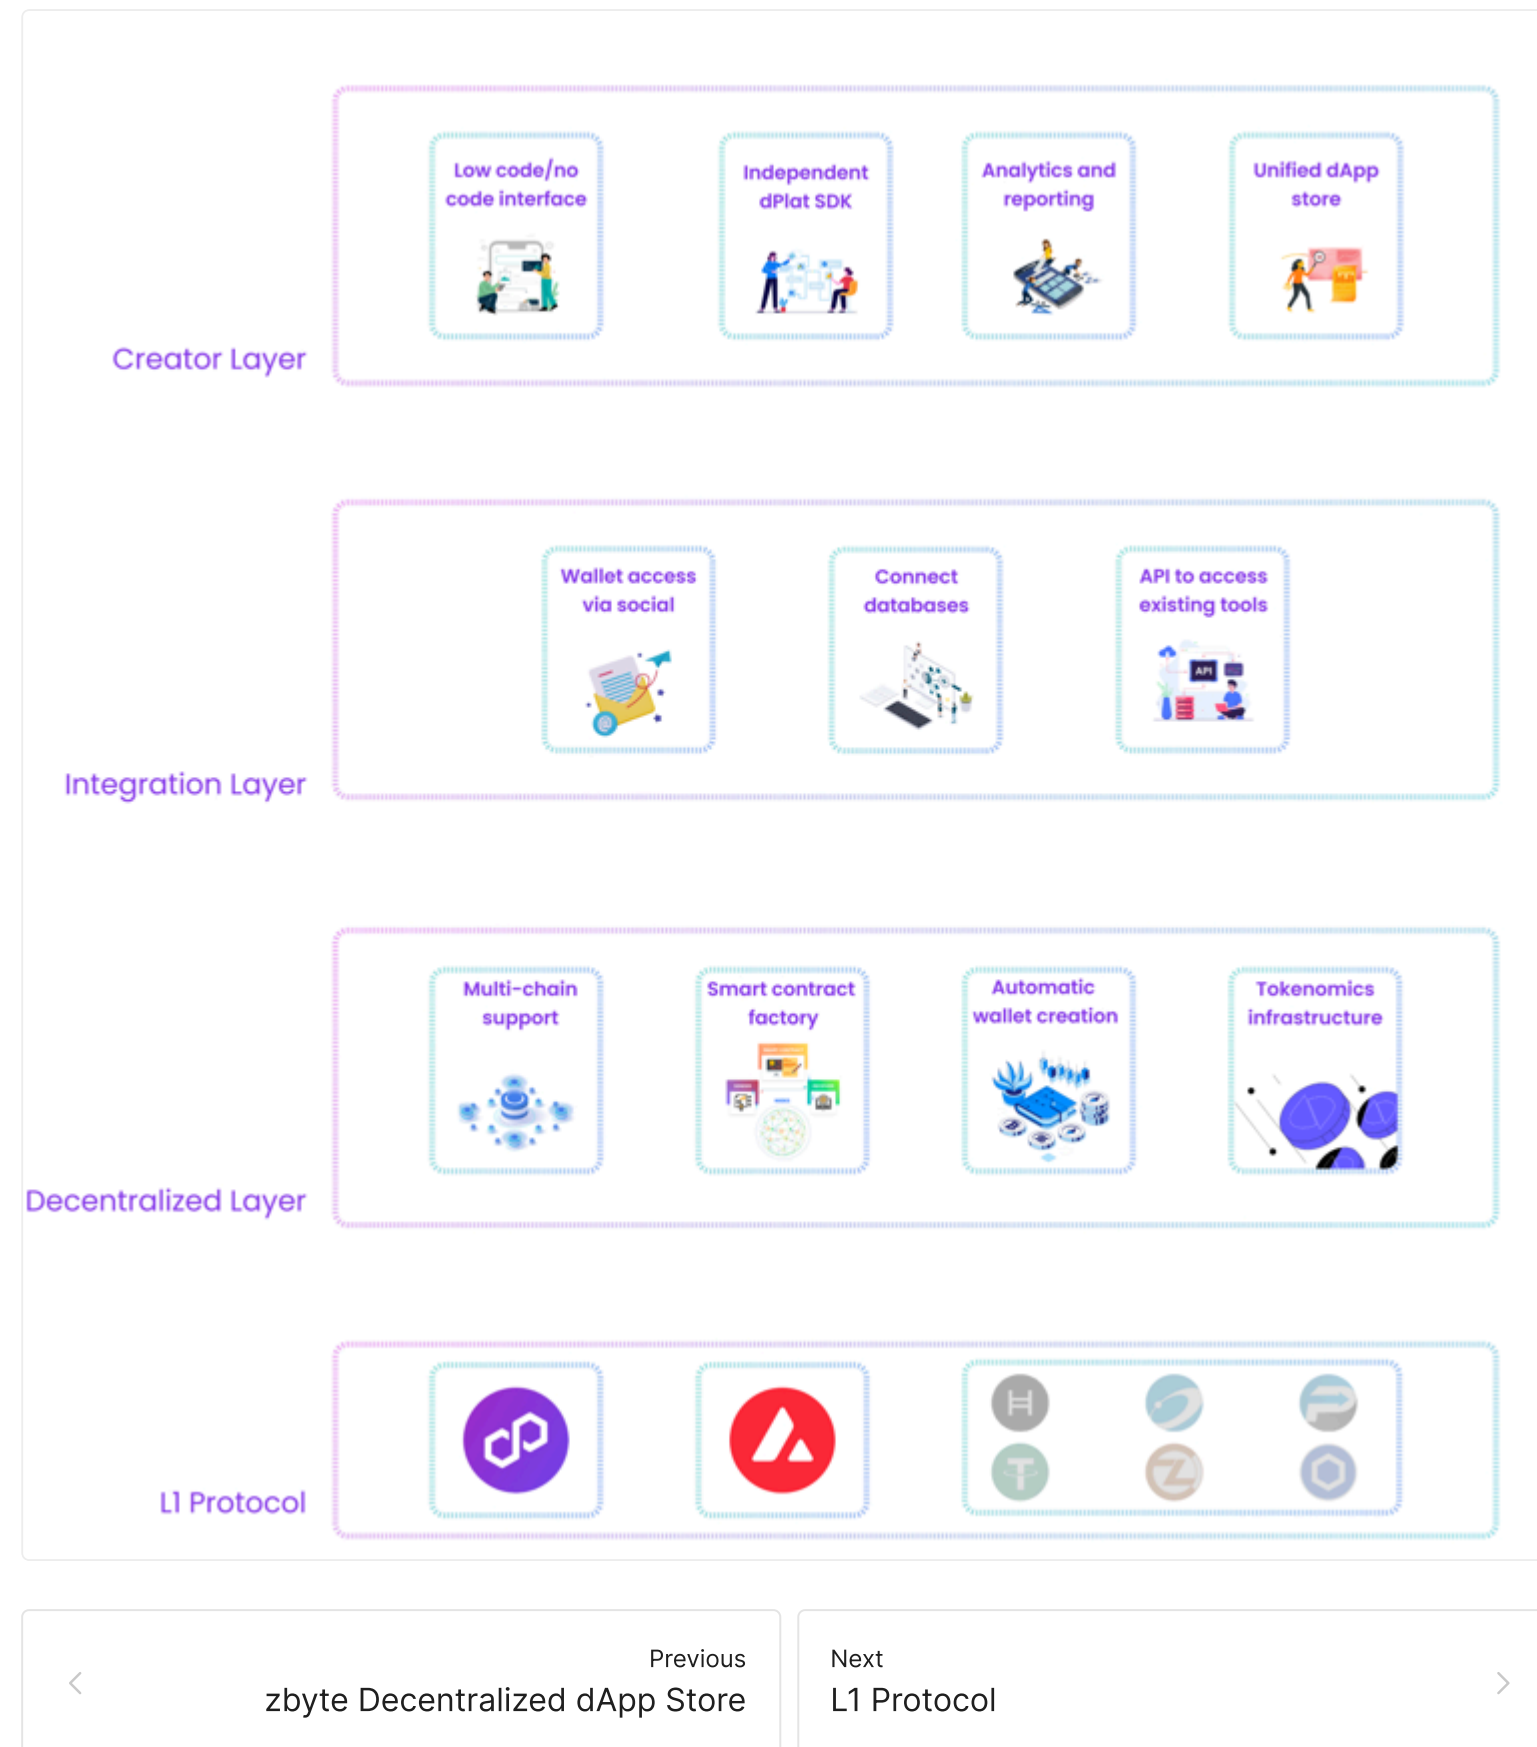 Low code/no
code interface
Independent
dPlat SDK
Analytics and
reporting
Unified dApp
store
Creator Layer
Wallet access
via social
Connect
databases
API to access
existing tools
API
Integration Layer
Multi-chain
support
Smart contract
factory
Automatic
wallet creation
Tokenomics
infrastructure
Decentralized Layer
L1 Protocol
Previous
zbyte Decentralized dApp Store
Next
L1 Protocol